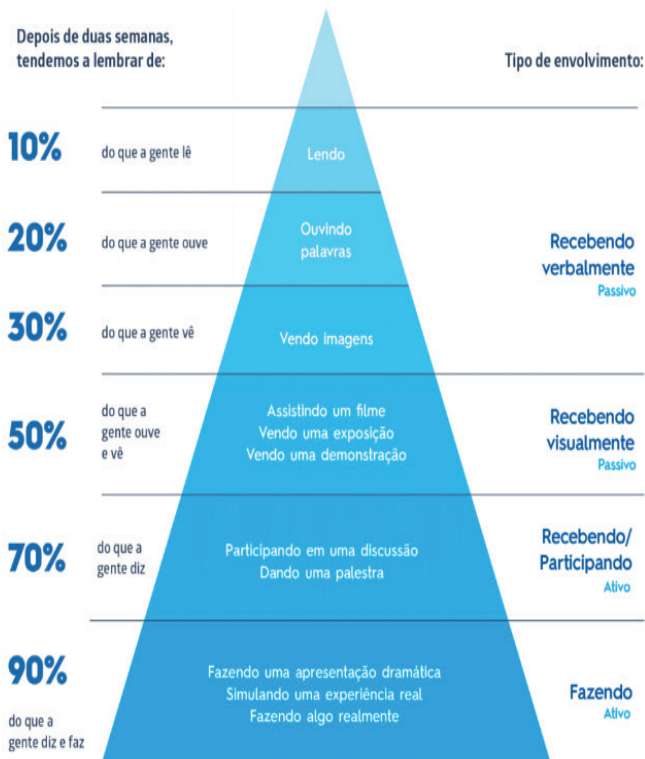 Depois de duas semanas,
tendemos a lembrar de:
Tipo de envolvimento:
10%
do que a gente lê
Lendo
20%
do que a gente ouve
Ouvindo
palavras
Recebendo
verbalmente
Passivo
30%
do que a gente vê
Vendo imagens
50%
do que a
gente ouve
e vê
Assistindo um filme
Vendo uma exposição
Vendo uma demonstração
Recebendo
visualmente
Passivo
70%
do que a
gente diz
Participando em uma discussão
Dando uma palestra
Recebendo/
Participando
Ativo
90%
do que a
gente diz e faz
Fazendo uma apresentação dramática
Simulando uma experiência real
Fazendo algo realmente
Fazendo
Ativo